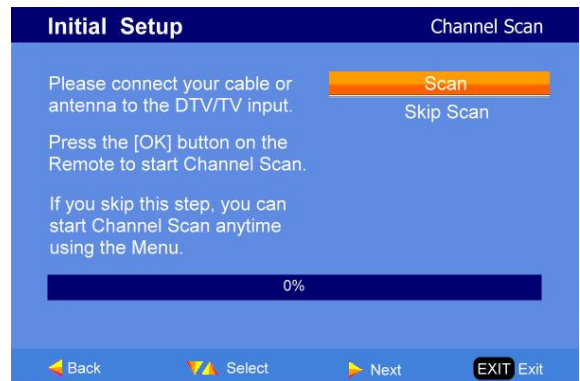 Initial Setup
Channel Scan
Please connect your cable or
antenna to the DTV/TV input.
Press the [OK] button on the
Remote to start Channel Scan.
If you skip this step, you can
start Channel Scan anytime
using the Menu.
Scan
Skip Scan
0%
Back Select Next EXIT Exit